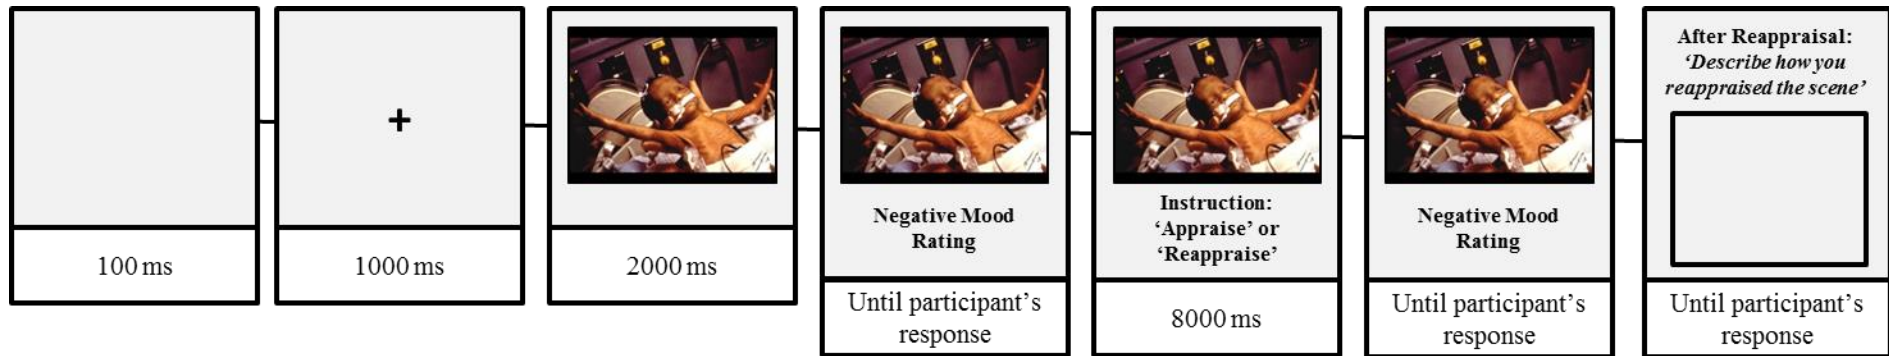 +
100 ms
1000 ms
2000 ms
Negative Mood
Rating
Until participant’s
response
Instruction:
‘Appraise’ or
‘Reappraise’
8000 ms
Negative Mood
Rating
Until participant’s
response
After Reappraisal:
‘Describe how you
reappraised the scene’
Until participant’s
response